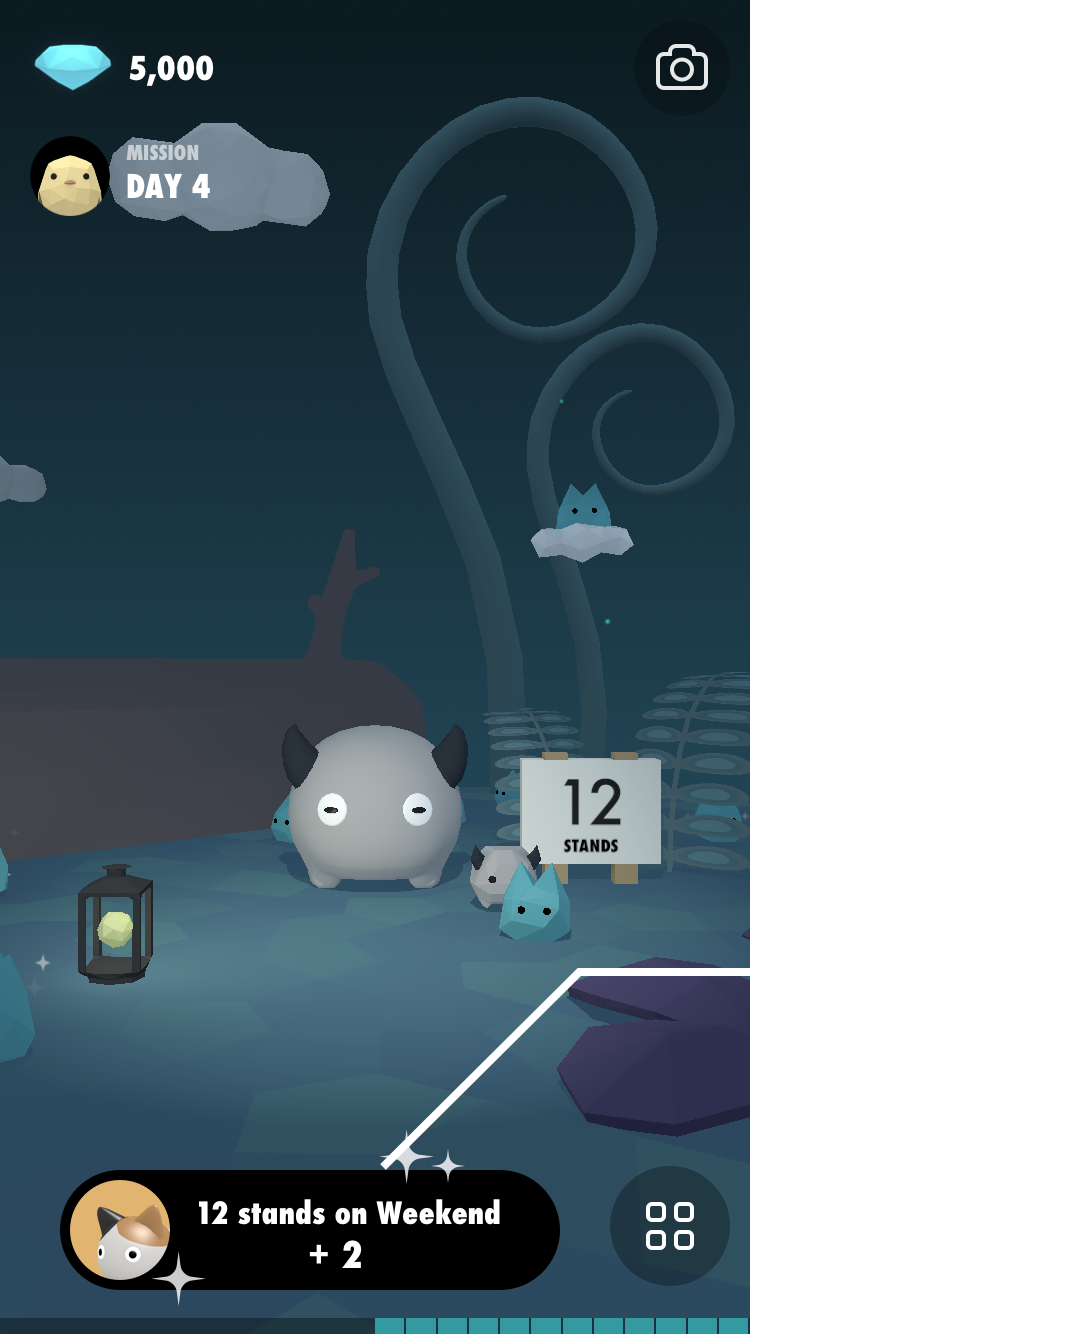 5,000
MISSION
DAY 4
12
STANDS
12 stands on Weekend
+ 2